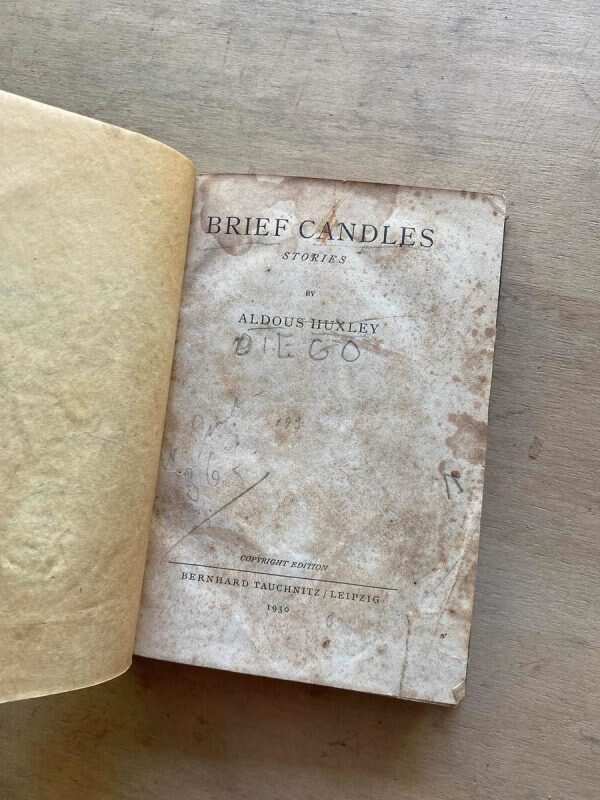 BRIEF CANDLES
STORIES
BY
ALDOUS HUXLEY
DIEGO
COPYRIGHT EDITION
BERNHARD TAUCHNITZ / LEIPZIG
1930